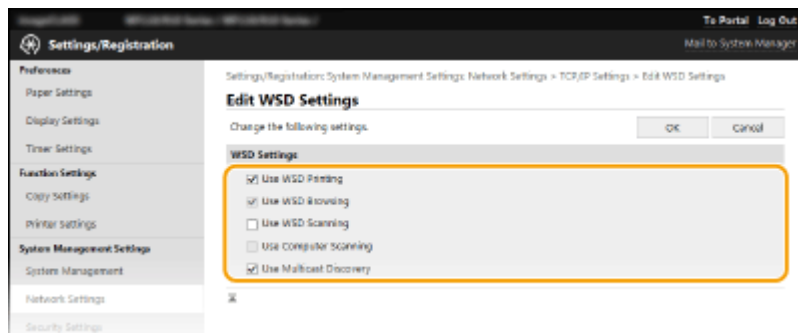 To Portal Log Out
Settings/Registration
Mail to System Manager
Preferences
Paper Settings
Display Settings
Timer Settings
Function Settings
Copy Settings
Printer Settings
System Management Settings
System Management
Network Settings
Security Settings
Settings/Registration: System Management Settings: Network Settings > TCP/IP Settings > Edit WSD Settings
Edit WSD Settings
Change the following settings.
OK
Cancel
WSD Settings
Use WSD Printing
Use WSD Browsing
Use WSD Scanning
Use Computer Scanning
Use Multicast Discovery